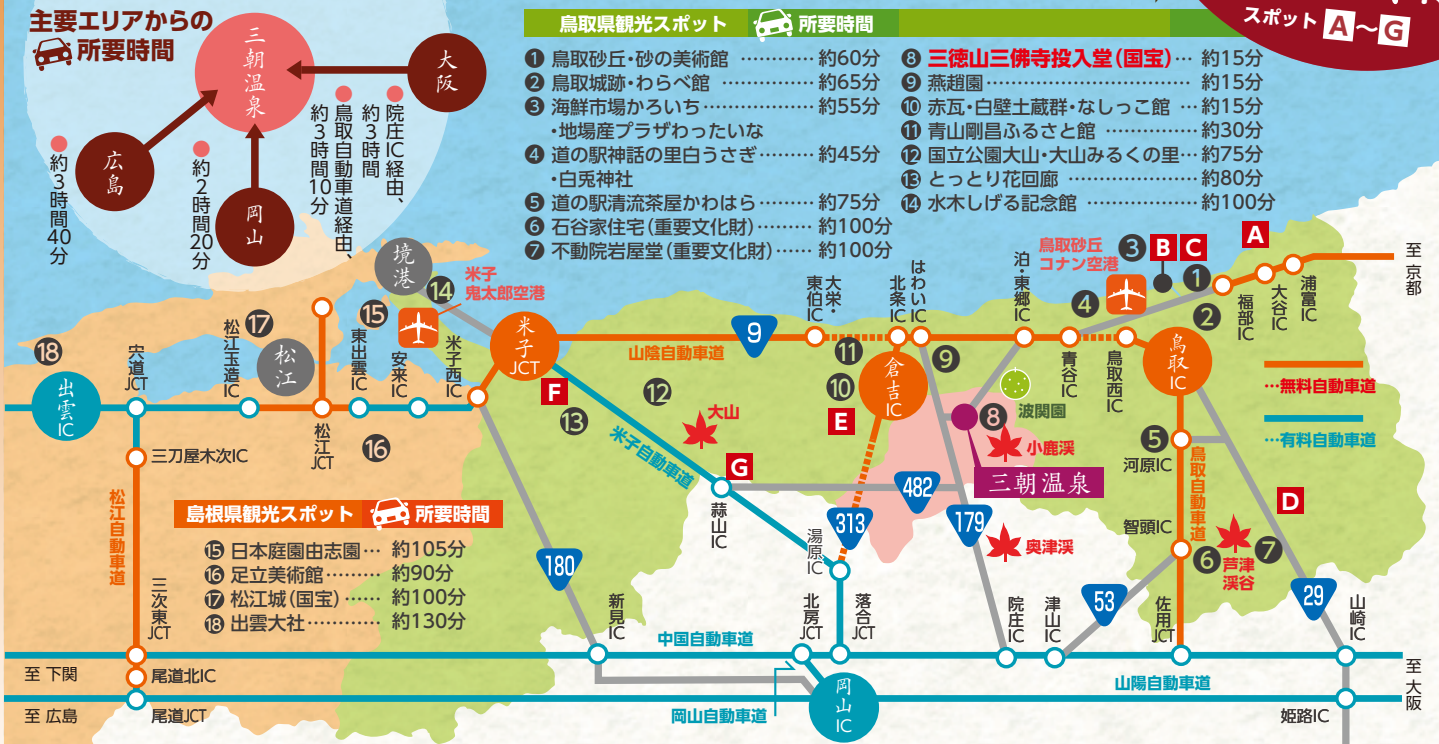 主要エリアからの
所要時間
三朝温泉
大阪
広島
岡山
約3時間40分
約2時間20分
鳥取自動車道経由、
約3時間10分
院庄IC経由、
約3時間
スポット A～G
鳥取県観光スポット 所要時間
❶ 鳥取砂丘・砂の美術館 ………… 約60分
❷ 鳥取城跡・わらべ館 ………… 約65分
❸ 海鮮市場かろいち ………… 約55分
・地場産プラザわったいな
❹ 道の駅神話の里白うさぎ ……… 約45分
・白兎神社
❺ 道の駅清流茶屋かわはら ……… 約75分
❻ 石谷家住宅(重要文化財) ……… 約100分
❼ 不動院岩屋堂(重要文化財) …… 約100分
❽ 三徳山三佛寺投入堂(国宝) … 約15分
❾ 燕趙園 ………… 約15分
❿ 赤瓦・白壁土蔵群・なしっこ館 … 約15分
⓫ 青山剛昌ふるさと館 ………… 約30分
⓬ 国立公園大山・大山みるくの里 … 約75分
⓭ とっとり花回廊 ………… 約80分
⓮ 水木しげる記念館 ………… 約100分
境港
⓮
米子
鬼太郎空港
鳥取砂丘
コナン空港
❸
B
C
A
❶
❷
❹
至 京都
浦富IC
大谷IC
福部IC
鳥取IC
鳥取西IC
青谷IC
泊・東郷IC
はわいIC
北条IC
大栄・
東伯IC
9
山陰自動車道
米子JCT
米子西IC
安来IC
東出雲IC
⓯
松江
⓱
松江玉造IC
宍道JCT
⓲
出雲IC
松江JCT
⓰
F
⓭
⓬
大山
米子自動車道
G
蒜山IC
⓫
❿
倉吉IC
E
❾
❽
波関園
小鹿渓
三朝温泉
482
313
179
奥津渓
湯原IC
…無料自動車道
…有料自動車道
❺
河原IC
鳥取自動車道
D
智頭IC
❻
芦津
渓谷
❼
53
29
三刀屋木次IC
松江自動車道
三次東JCT
島根県観光スポット 所要時間
⓯ 日本庭園由志園 … 約105分
⓰ 足立美術館 ……… 約90分
⓱ 松江城(国宝) …… 約100分
⓲ 出雲大社 ………… 約130分
180
新見IC
北房JCT
落合JCT
院庄IC
津山IC
佐用JCT
山崎IC
中国自動車道
至 下関
尾道北IC
至 広島
尾道JCT
岡山自動車道
岡山IC
山陽自動車道
姫路IC
至 大阪